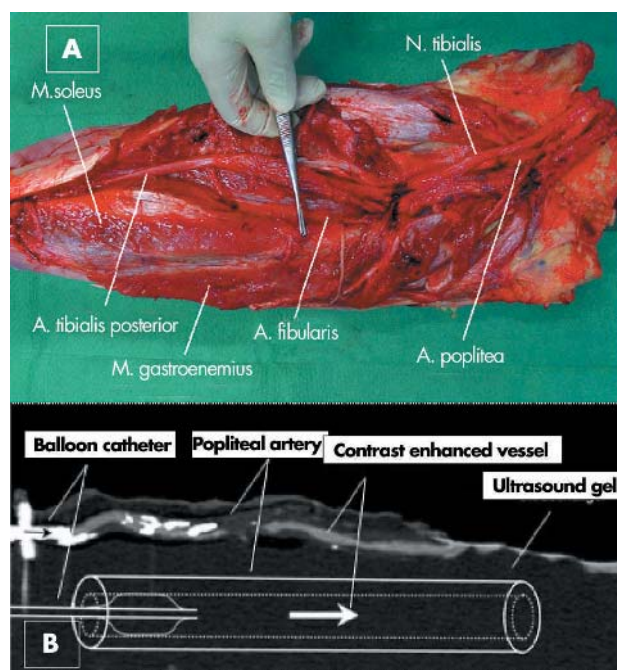 A
M.soleus
N. tibialis
A. tibialis posterior
A. fibularis
M. gastroenemius
A. poplitea
Balloon catheter
Popliteal artery
Contrast enhanced vessel
Ultrasound gel
B